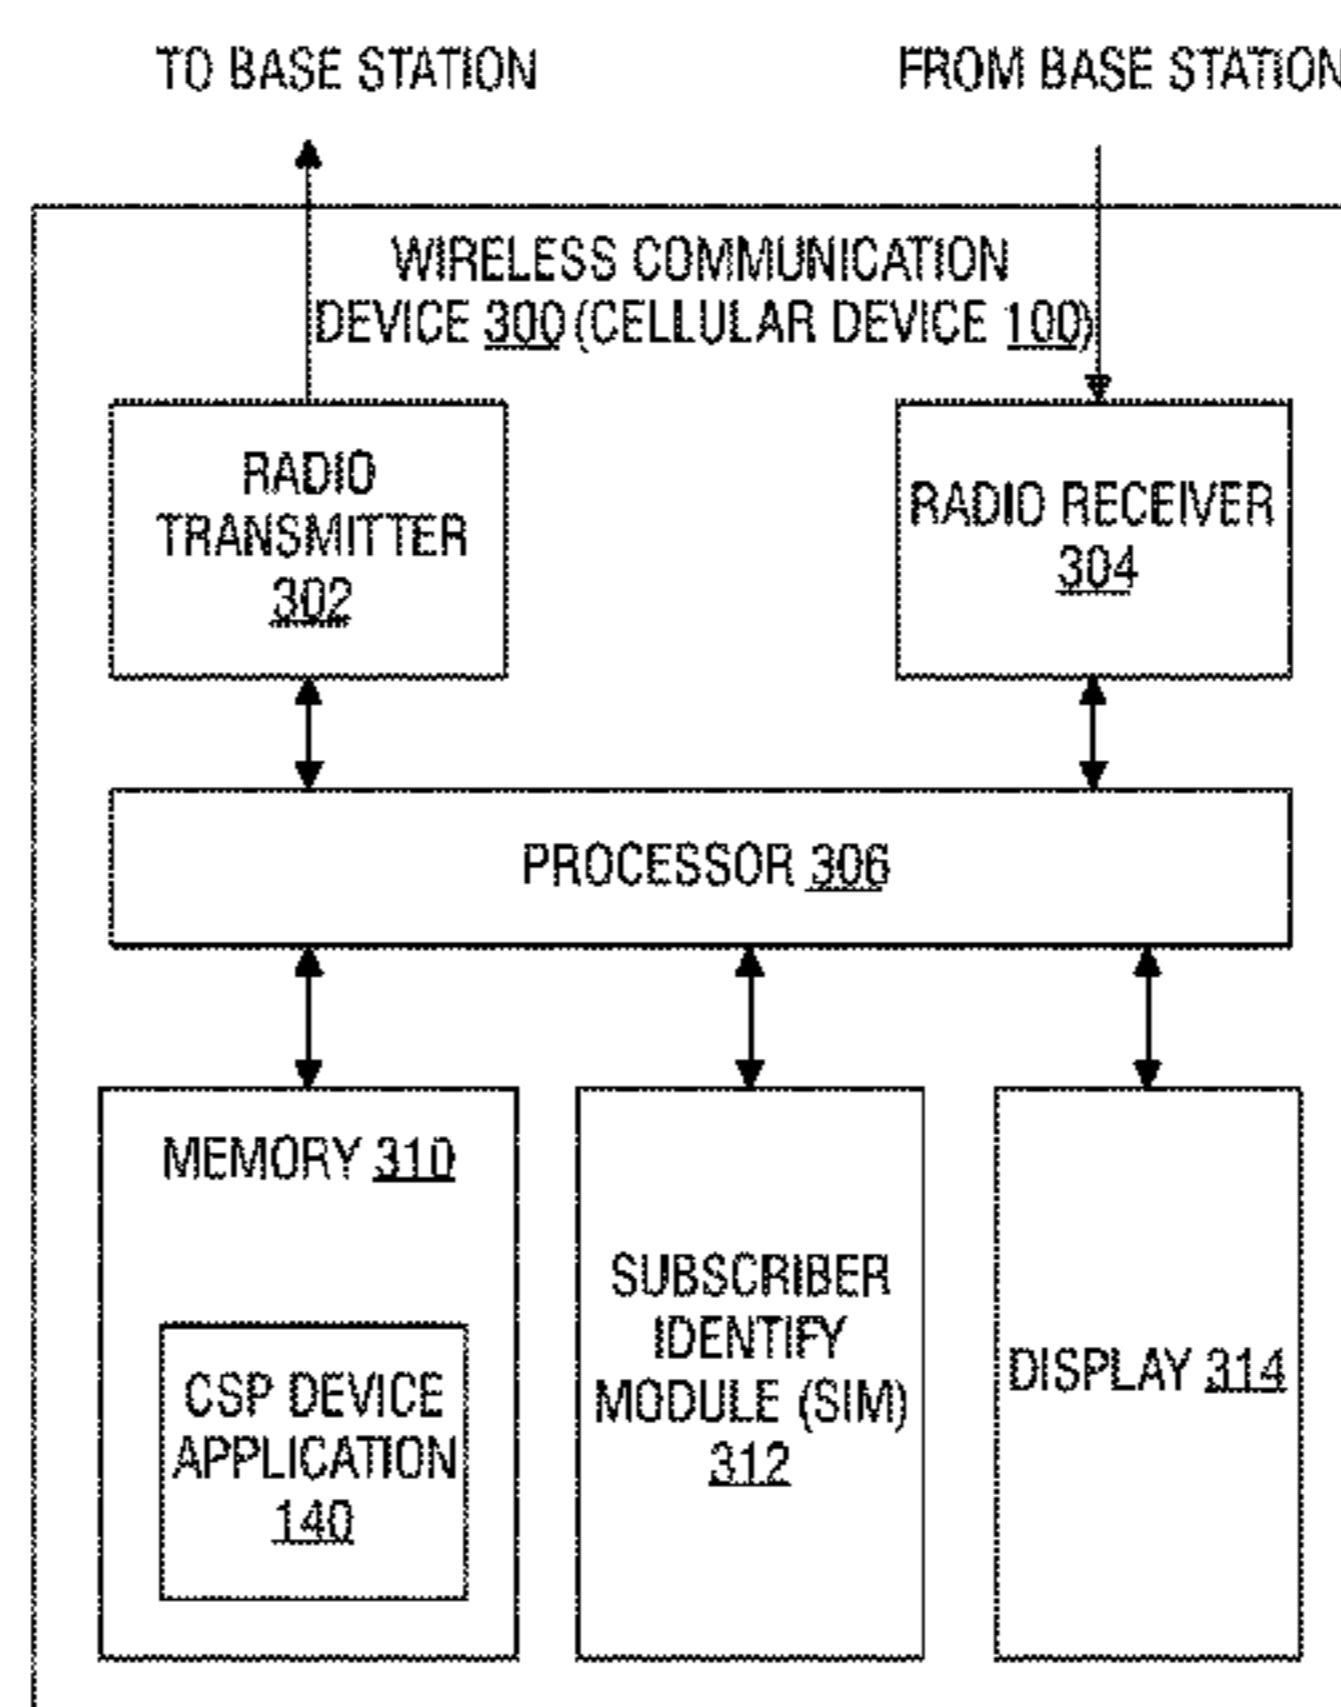 TO BASE STATION
FROM BASE STATION
WIRELESS COMMUNICATION
DEVICE 300 (CELLULAR DEVICE 100)
RADIO
TRANSMITTER
302
RADIO RECEIVER
304
PROCESSOR 306
MEMORY 310
CSP DEVICE
APPLICATION
140
SUBSCRIBER
IDENTIFY
MODULE (SIM)
312
DISPLAY 314